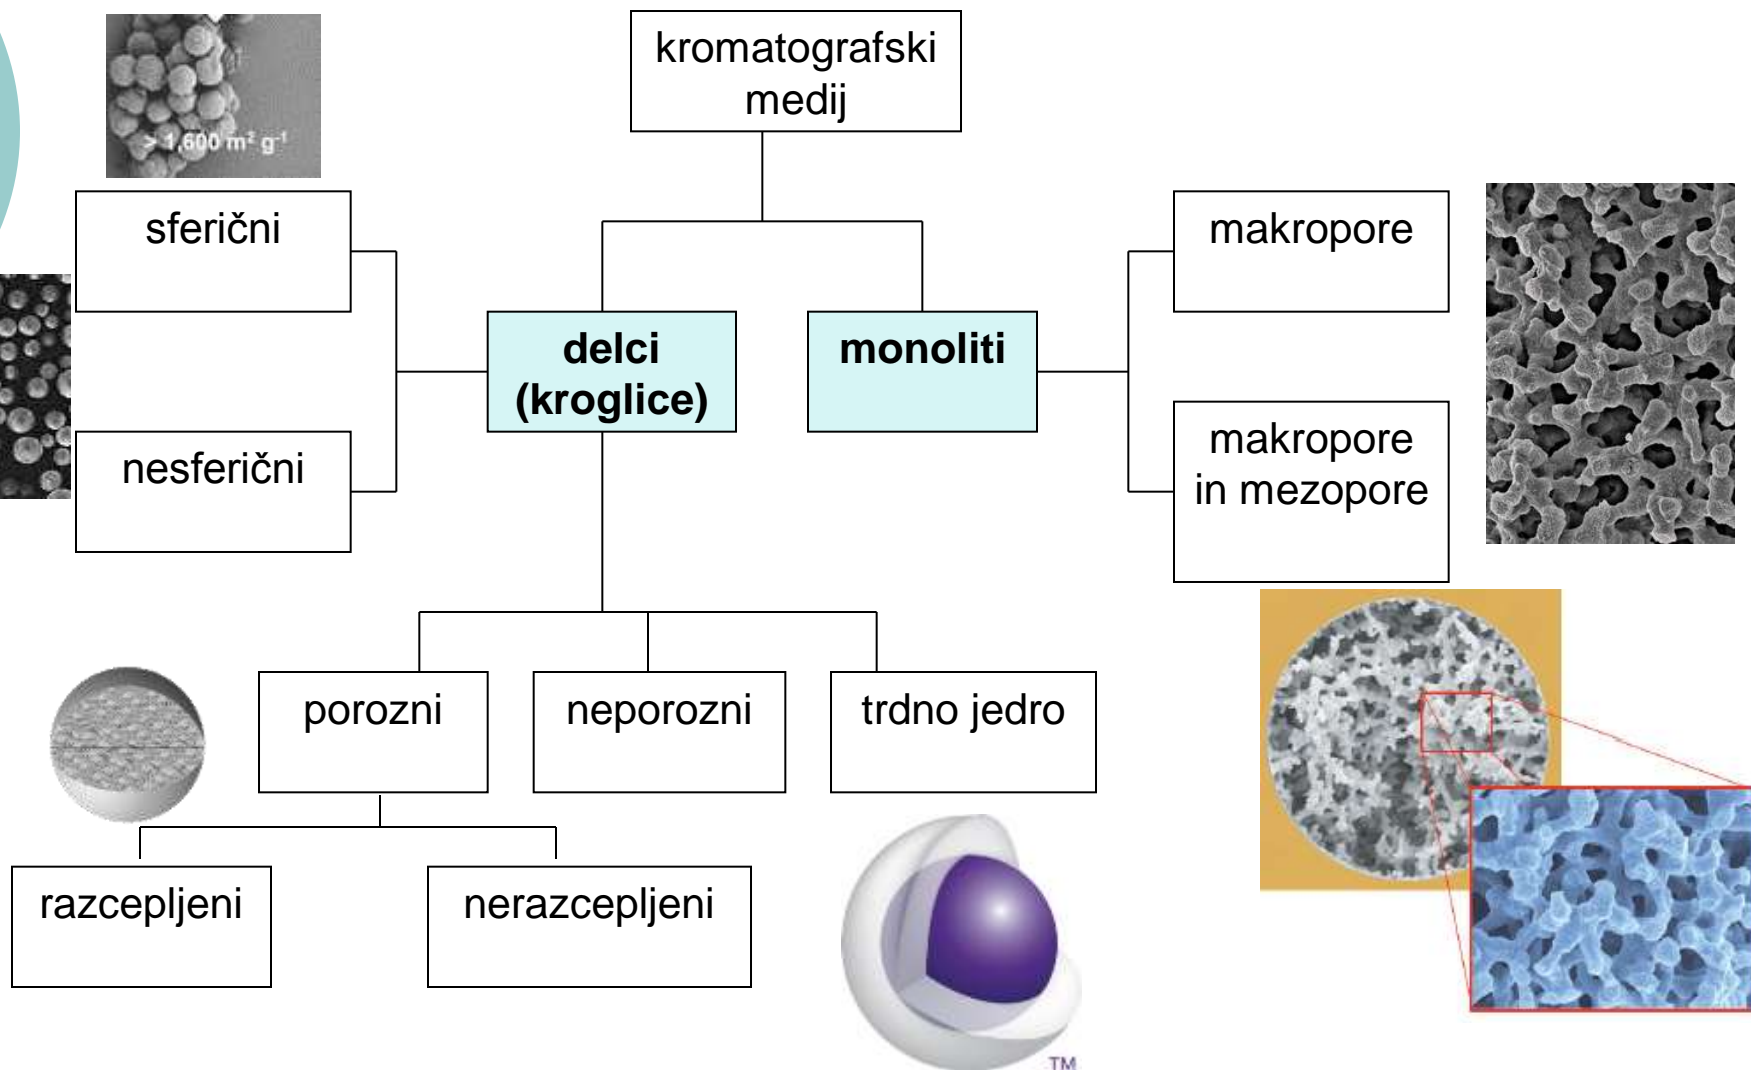 kromatografski
medij
> 1,600 m² g⁻¹
sferični
makropore
delci
(kroglice)
monoliti
nesferični
makropore
in mezopore
porozni
neporozni
trdno jedro
razcepljeni
nerazcepljeni
TM